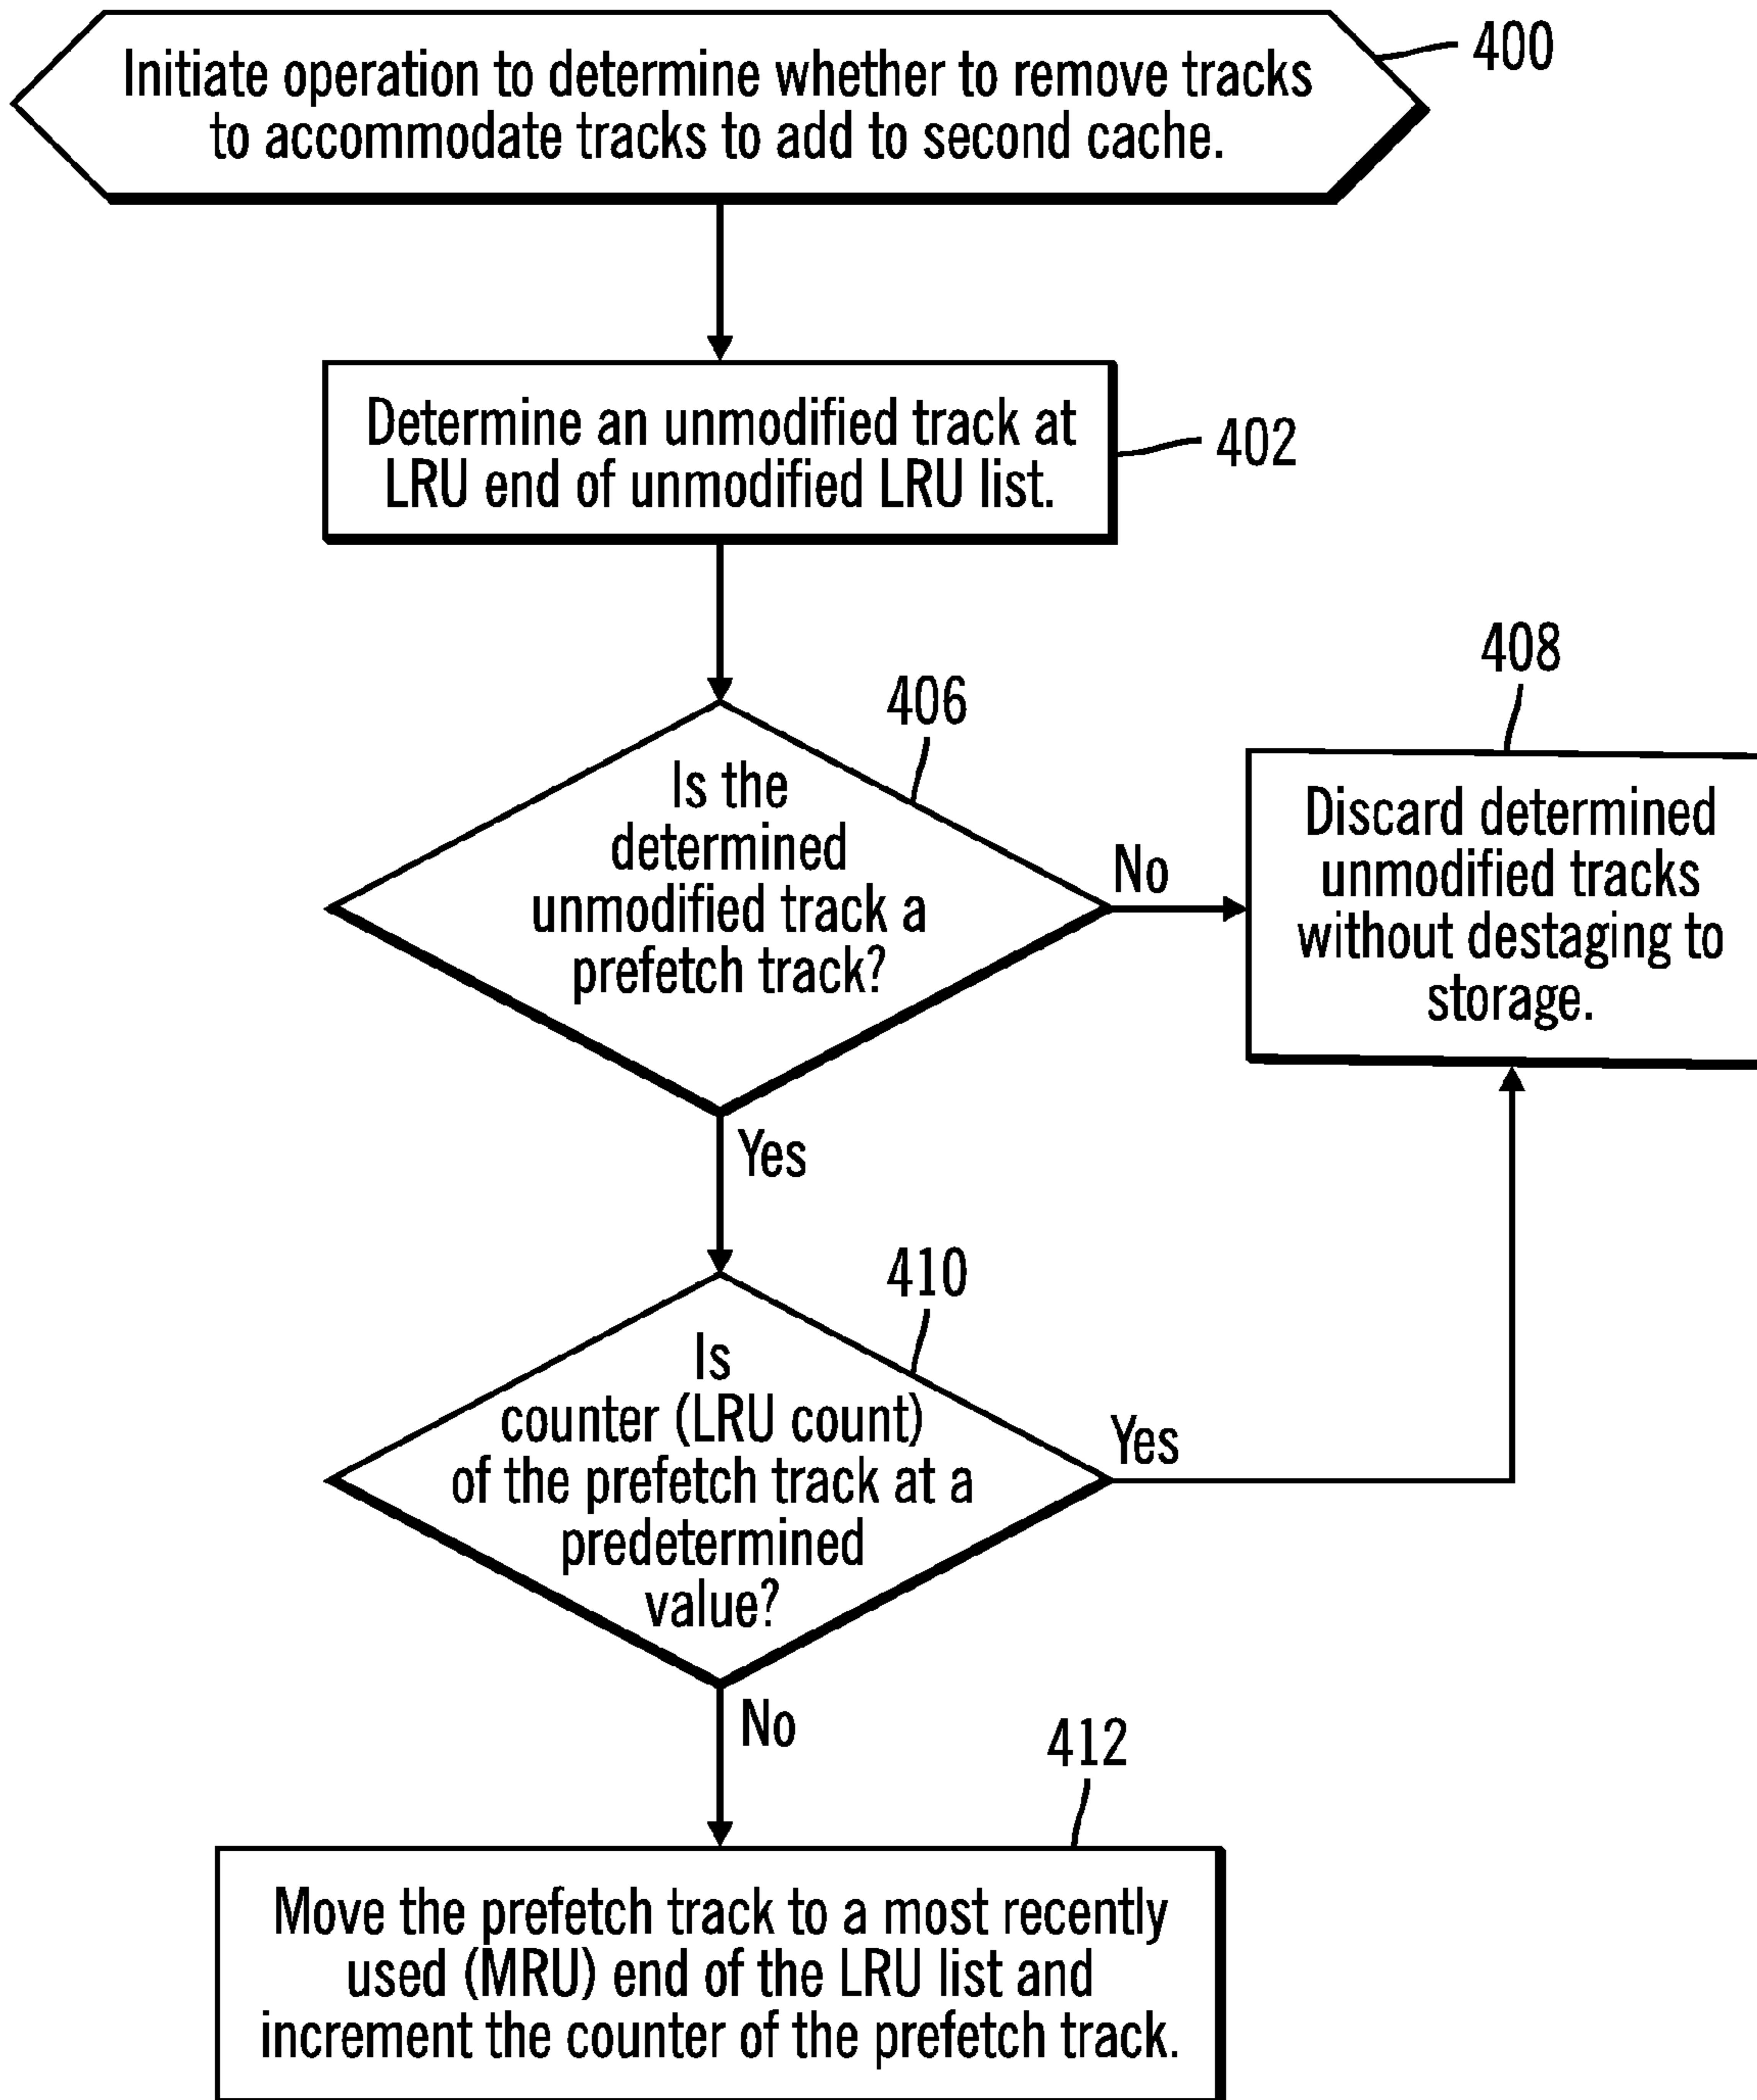 Initiate operation to determine whether to remove tracks
to accommodate tracks to add to second cache.
400
Determine an unmodified track at
LRU end of unmodified LRU list.
402
406
Is the
determined
unmodified track a
prefetch track?
No
408
Discard determined
unmodified tracks
without destaging to
storage.
Yes
410
Is
counter (LRU count)
of the prefetch track at a
predetermined
value?
Yes
No
412
Move the prefetch track to a most recently
used (MRU) end of the LRU list and
increment the counter of the prefetch track.